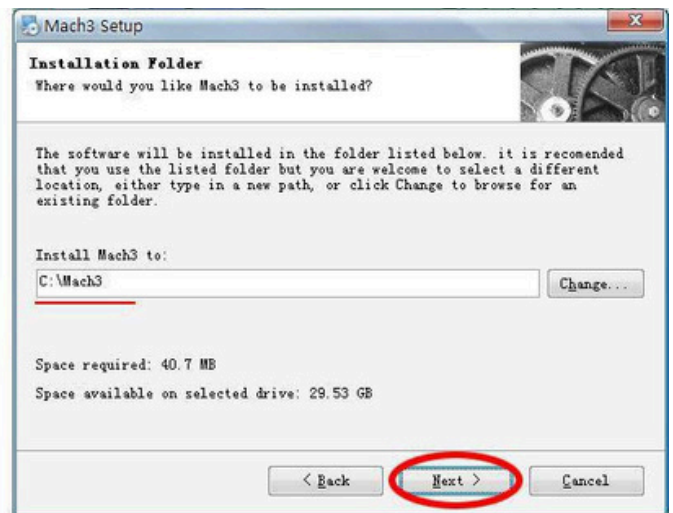 Mach3 Setup
Installation Folder
Where would you like Mach3 to be installed?
The software will be installed in the folder listed below. it is recomended
that you use the listed folder but you are welcome to select a different
location, either type in a new path, or click Change to browse for an
existing folder.
Install Mach3 to:
C:\Mach3
Change...
Space required: 40.7 MB
Space available on selected drive: 29.53 GB
< Back
Next >
Cancel